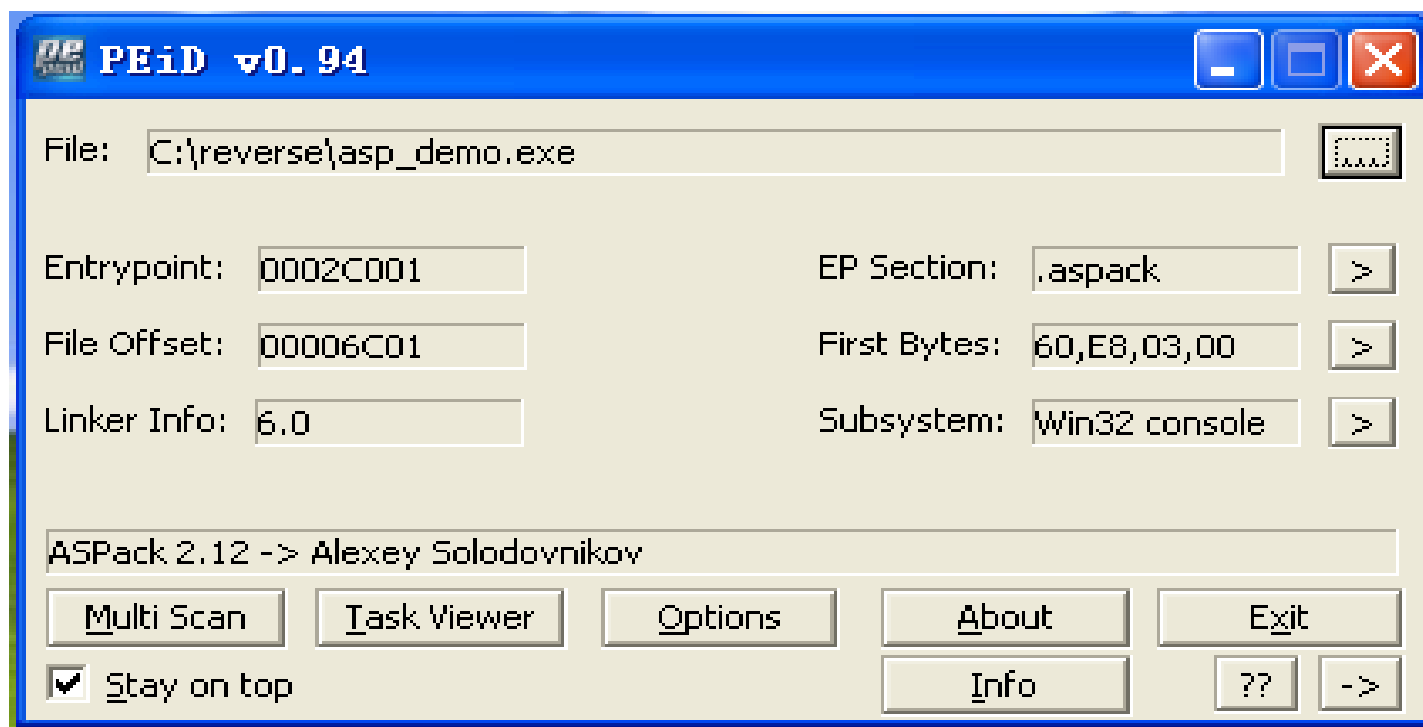 PEiD v0.94
File: C:\reverse\asp_demo.exe ...
Entrypoint: 0002C001 EP Section: .aspack >
File Offset: 00006C01 First Bytes: 60,E8,03,00 >
Linker Info: 6.0 Subsystem: Win32 console >
ASPack 2.12 -> Alexey Solodovnikov
Multi Scan Task Viewer Options About Exit
Stay on top Info ?? ->